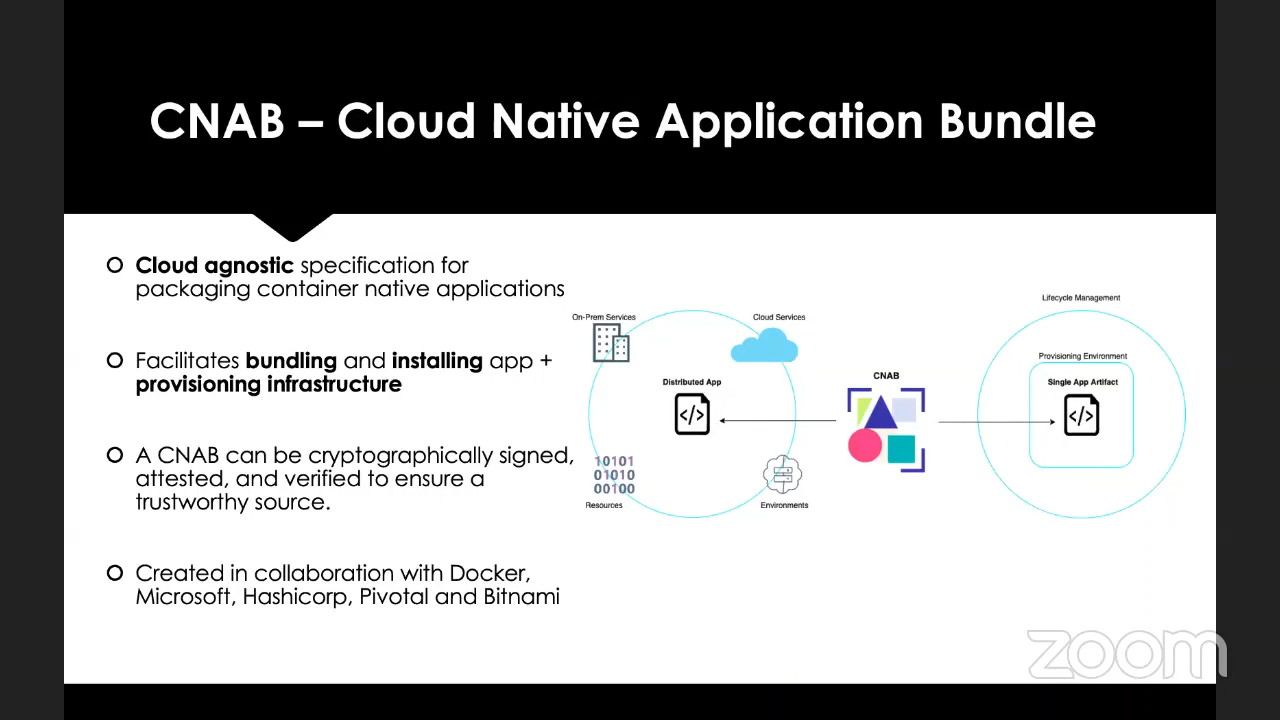 CNAB – Cloud Native Application Bundle
Cloud agnostic specification for
packaging container native applications
Facilitates bundling and installing app +
provisioning infrastructure
A CNAB can be cryptographically signed,
attested, and verified to ensure a
trustworthy source.
Created in collaboration with Docker,
Microsoft, Hashicorp, Pivotal and Bitnami
On-Prem Services
Cloud Services
Distributed App
</>
10101
01010
00100
Resources
Environments
CNAB
Lifecycle Management
Provisioning Environment
Single App Artifact
</>
zoom